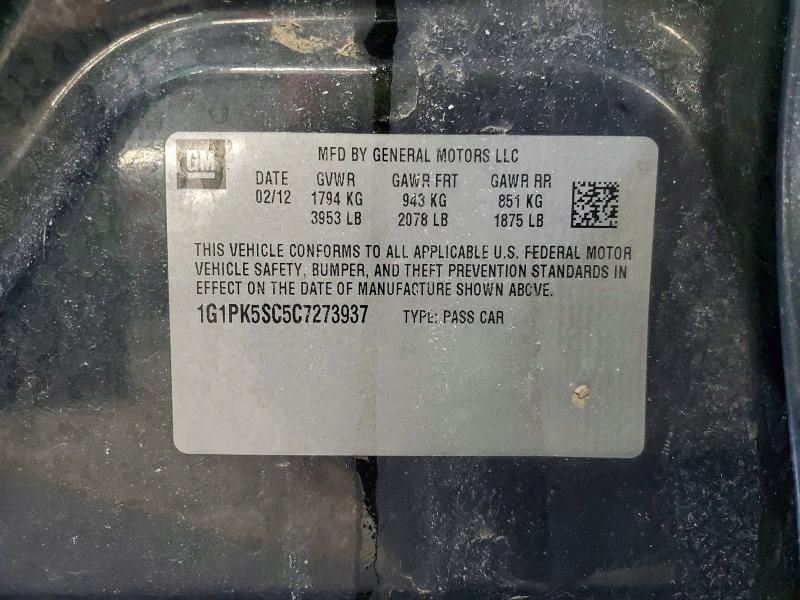 GM
MFD BY GENERAL MOTORS LLC
DATE GVWR GAWR FRT GAWR RR
02/12 1794 KG 943 KG 851 KG
3953 LB 2078 LB 1875 LB
THIS VEHICLE CONFORMS TO ALL APPLICABLE U.S. FEDERAL MOTOR
VEHICLE SAFETY, BUMPER, AND THEFT PREVENTION STANDARDS IN
EFFECT ON THE DATE OF MANUFACTURE SHOWN ABOVE.
1G1PK5SC5C7273937 TYPE: PASS CAR